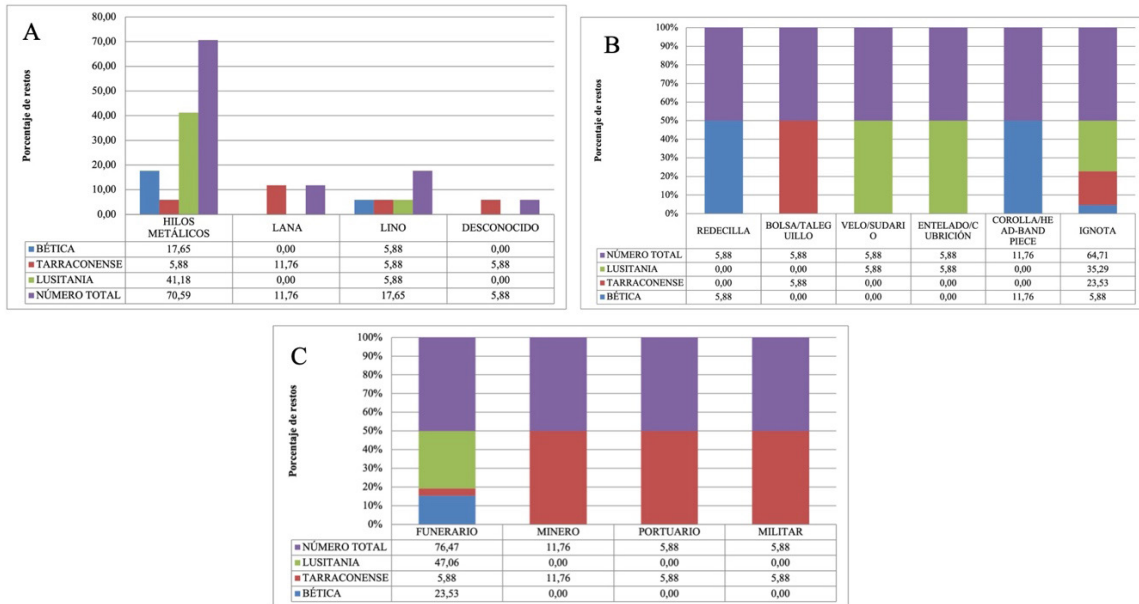 A
Porcentaje de restos
80,00
70,00
60,00
50,00
40,00
30,00
20,00
10,00
0,00
HILOS METÁLICOS LANA LINO DESCONOCIDO
BÉTICA 17,65 0,00 5,88 0,00
TARRACONENSE 5,88 11,76 5,88 5,88
LUSITANIA 41,18 0,00 5,88 0,00
NÚMERO TOTAL 70,59 11,76 17,65 5,88
B
Porcentaje de restos
100%
90%
80%
70%
60%
50%
40%
30%
20%
10%
0%
REDECILLA BOLSA/TALEG VELO/SUDARI ENTELADO/C COROLLA/HE IGNOTA
UILLO O UBRICIÓN AD-BAND
PIECE
NÚMERO TOTAL 5,88 5,88 5,88 5,88 11,76 64,71
LUSITANIA 0,00 0,00 5,88 5,88 0,00 35,29
TARRACONENSE 0,00 5,88 0,00 0,00 0,00 23,53
BÉTICA 5,88 0,00 0,00 0,00 11,76 5,88
C
Porcentaje de restos
100%
90%
80%
70%
60%
50%
40%
30%
20%
10%
0%
FUNERARIO MINERO PORTUARIO MILITAR
NÚMERO TOTAL 76,47 11,76 5,88 5,88
LUSITANIA 47,06 0,00 0,00 0,00
TARRACONENSE 5,88 11,76 5,88 5,88
BÉTICA 23,53 0,00 0,00 0,00